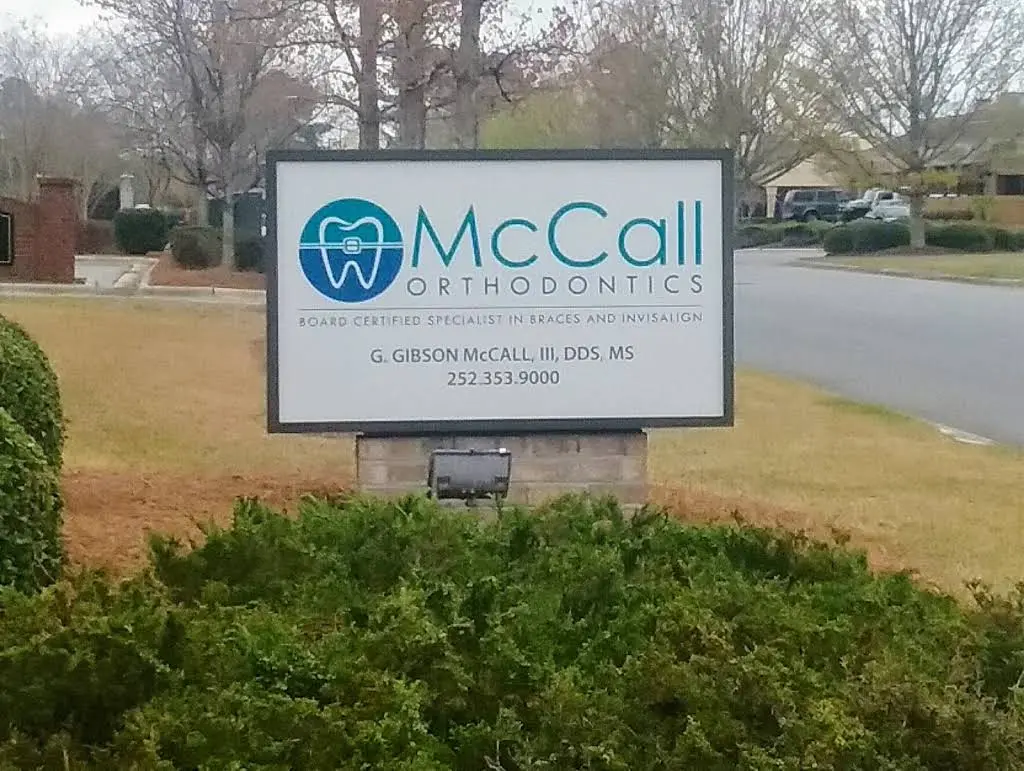 McCall
ORTHODONTICS
BOARD CERTIFIED SPECIALIST IN BRACES AND INVISALIGN
G. GIBSON McCALL, III, DDS, MS
252.353.9000